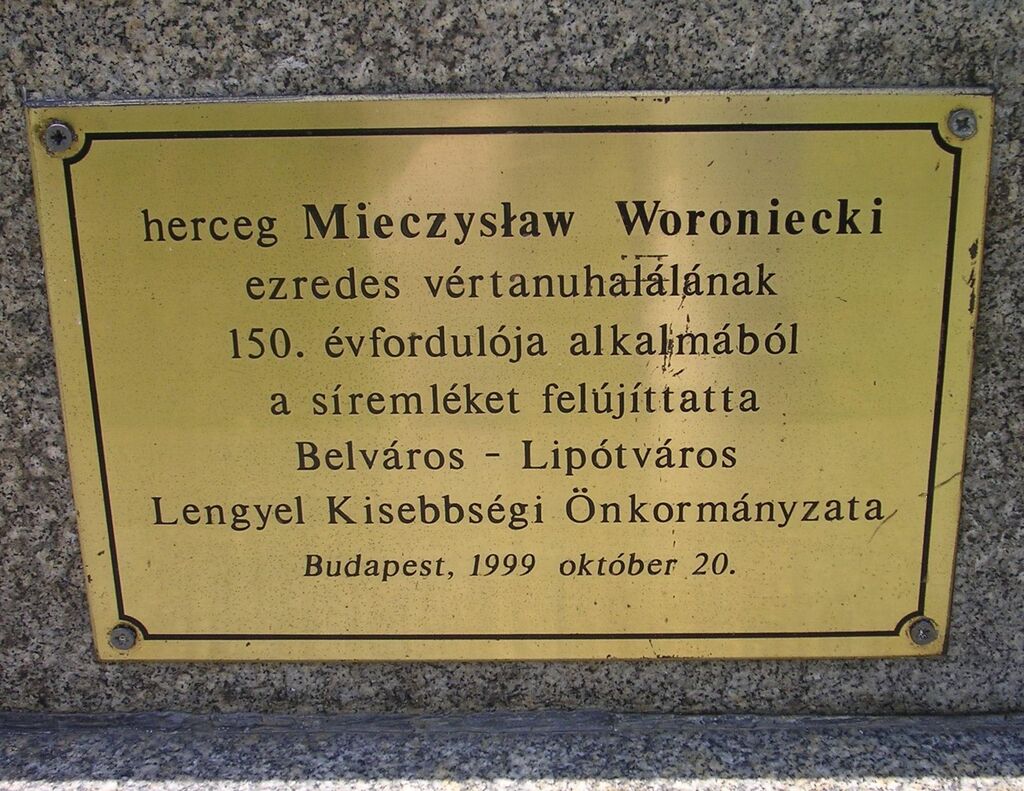 herceg Mieczysław Woroniecki
ezredes vértanuhalálának
150. évfordulója alkalmából
a síremléket felújíttatta
Belváros - Lipótváros
Lengyel Kisebbségi Önkormányzata
Budapest, 1999 október 20.